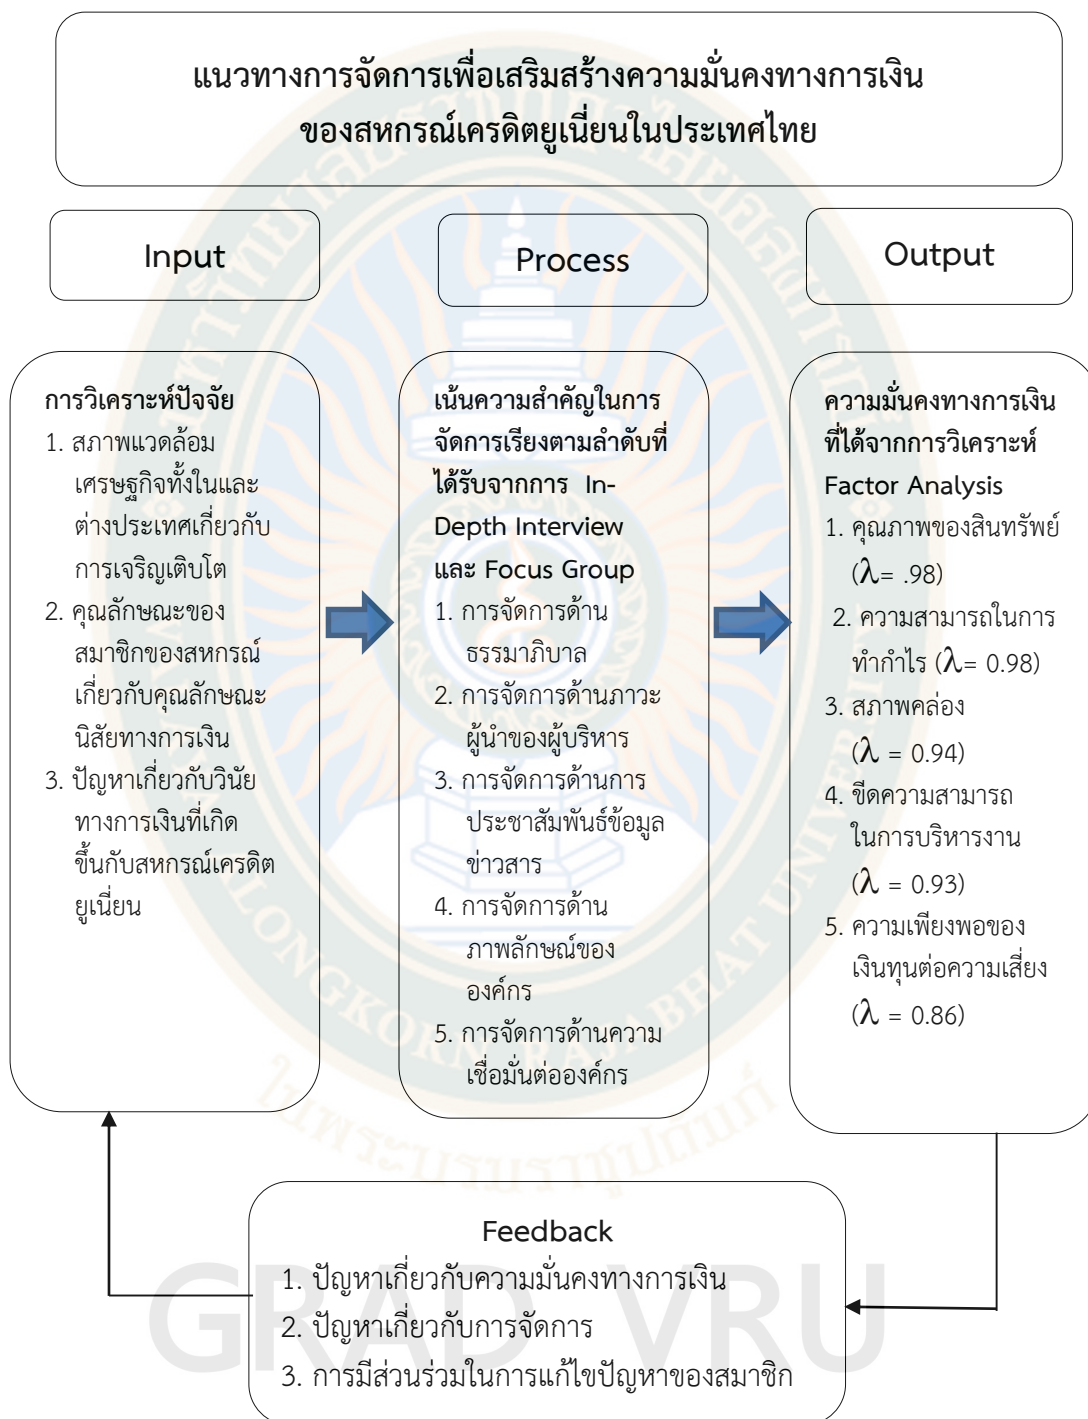 แนวทางการจัดการเพื่อเสริมสร้างความมั่นคงทางการเงิน
ของสหกรณ์เครดิตยูเนี่ยนในประเทศไทย
Input
Process
Output
การวิเคราะห์ปัจจัย
1. สภาพแวดล้อม
เศรษฐกิจทั้งในและ
ต่างประเทศเกี่ยวกับ
การเจริญเติบโต
2. คุณลักษณะของ
สมาชิกของสหกรณ์
เกี่ยวกับคุณลักษณะ
นิสัยทางการเงิน
3. ปัญหาเกี่ยวกับวินัย
ทางการเงินที่เกิด
ขึ้นกับสหกรณ์เครดิต
ยูเนี่ยน
เน้นความสำคัญในการ
จัดการเรียงตามลำดับที่
ได้รับจากการ In-
Depth Interview
และ Focus Group
1. การจัดการด้าน
ธรรมาภิบาล
2. การจัดการด้านภาวะ
ผู้นำของผู้บริหาร
3. การจัดการด้านการ
ประชาสัมพันธ์ข้อมูล
ข่าวสาร
4. การจัดการด้าน
ภาพลักษณ์ของ
องค์กร
5. การจัดการด้านความ
เชื่อมั่นต่อองค์กร
ความมั่นคงทางการเงิน
ที่ได้จากการวิเคราะห์
Factor Analysis
1. คุณภาพของสินทรัพย์
(λ= .98)
2. ความสามารถในการ
ทำกำไร (λ= 0.98)
3. สภาพคล่อง
(λ = 0.94)
4. ขีดความสามารถ
ในการบริหารงาน
(λ = 0.93)
5. ความเพียงพอของ
เงินทุนต่อความเสี่ยง
(λ = 0.86)
Feedback
1. ปัญหาเกี่ยวกับความมั่นคงทางการเงิน
2. ปัญหาเกี่ยวกับการจัดการ
3. การมีส่วนร่วมในการแก้ไขปัญหาของสมาชิก
GRAD VRU
ในพระบรมราชูปถัมภ์